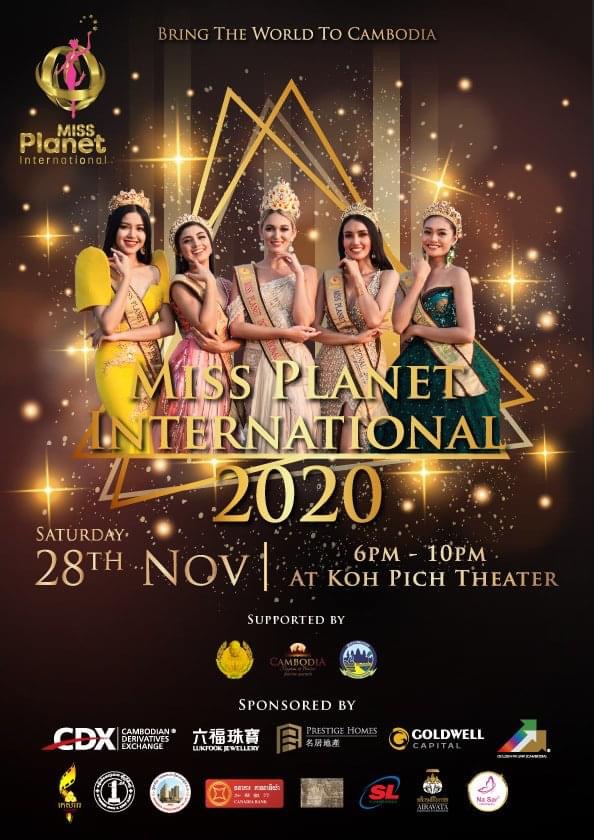 BRING THE WORLD TO CAMBODIA
MISS
Planet
International
MISS PLANET
INTERNATIONAL
2020
SATURDAY
28TH NOV
6PM - 10PM
AT KOH PICH THEATER
SUPPORTED BY
CAMBODIA
SPONSORED BY
CDX CAMBODIAN® DERIVATIVES EXCHANGE
六福珠寶
LUKFOOK JEWELLERY
PRESTIGE HOMES
名居地產
GOLDWELL
CAPITAL
CANADIA BANK
SL
AIRAVATA
Na Sar